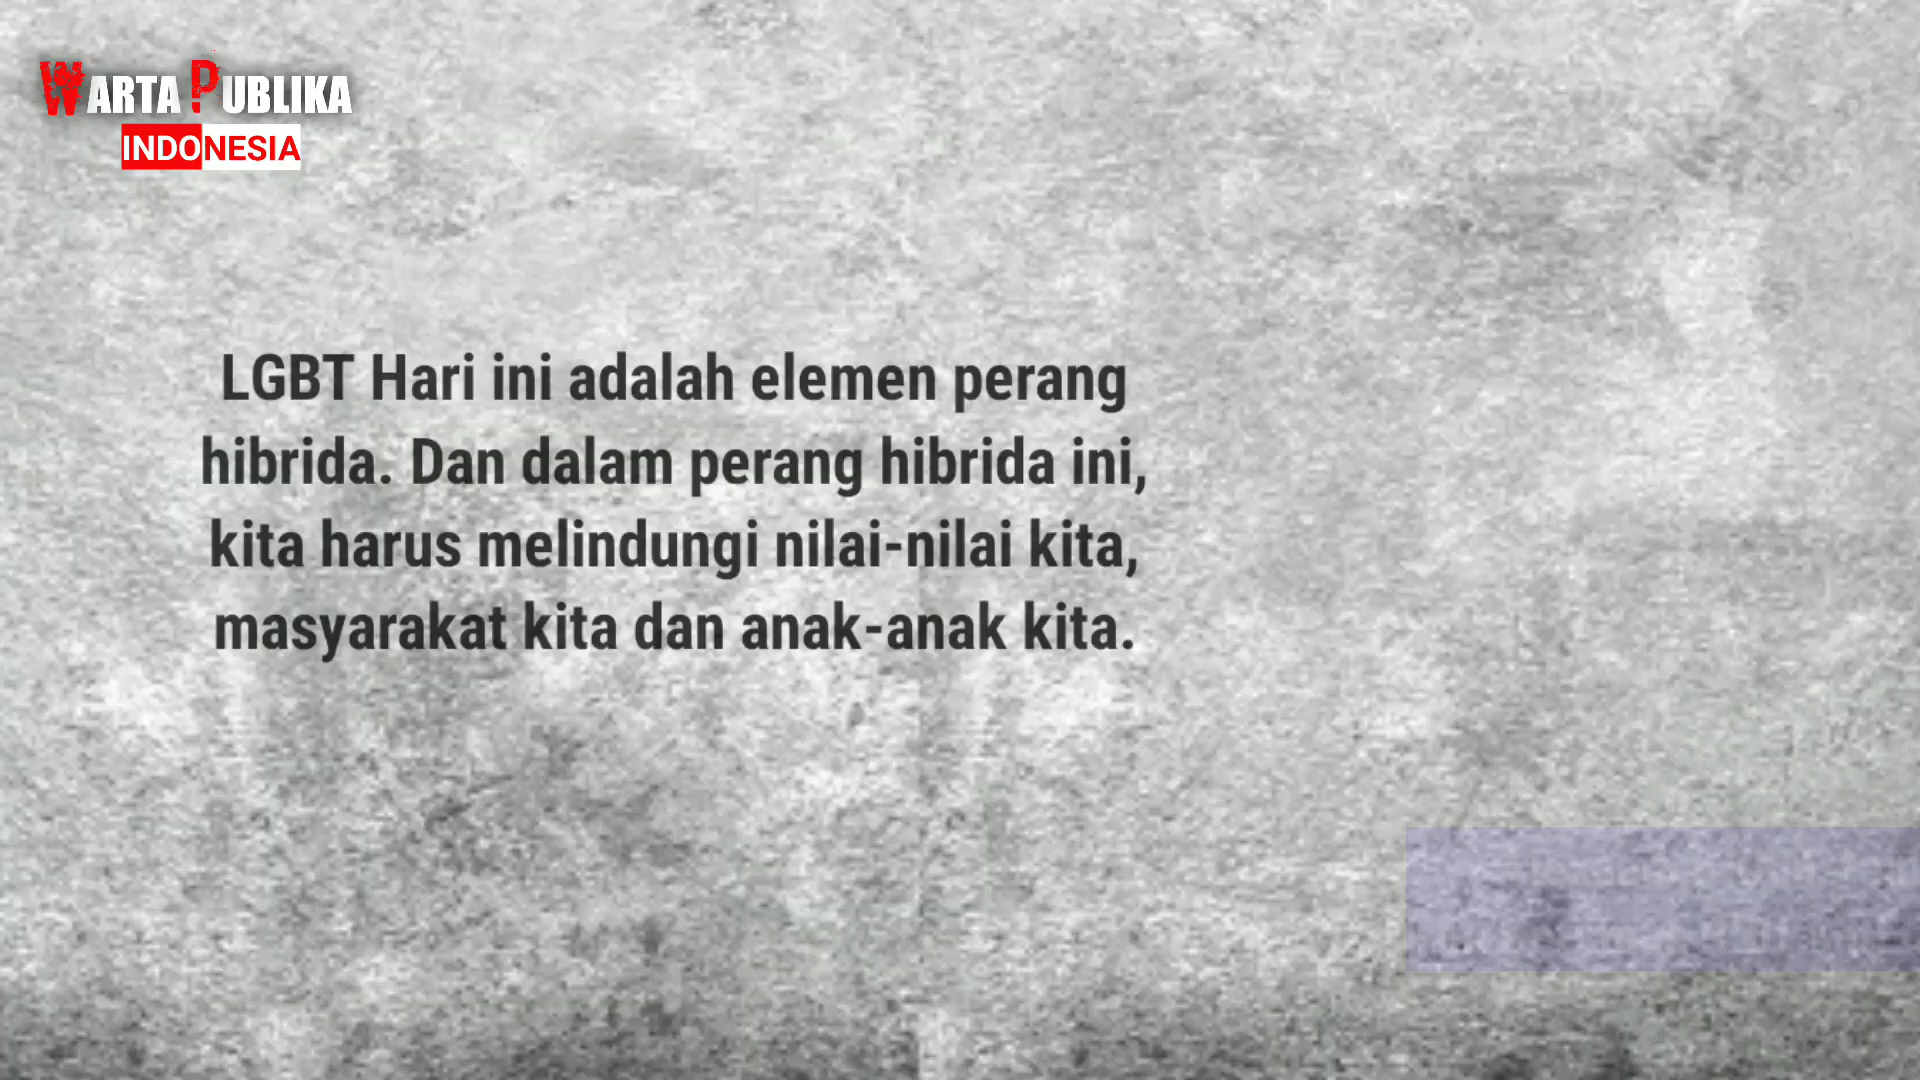 WARTA PUBLIKA
INDONESIA
LGBT Hari ini adalah elemen perang
hibrida. Dan dalam perang hibrida ini,
kita harus melindungi nilai-nilai kita,
masyarakat kita dan anak-anak kita.